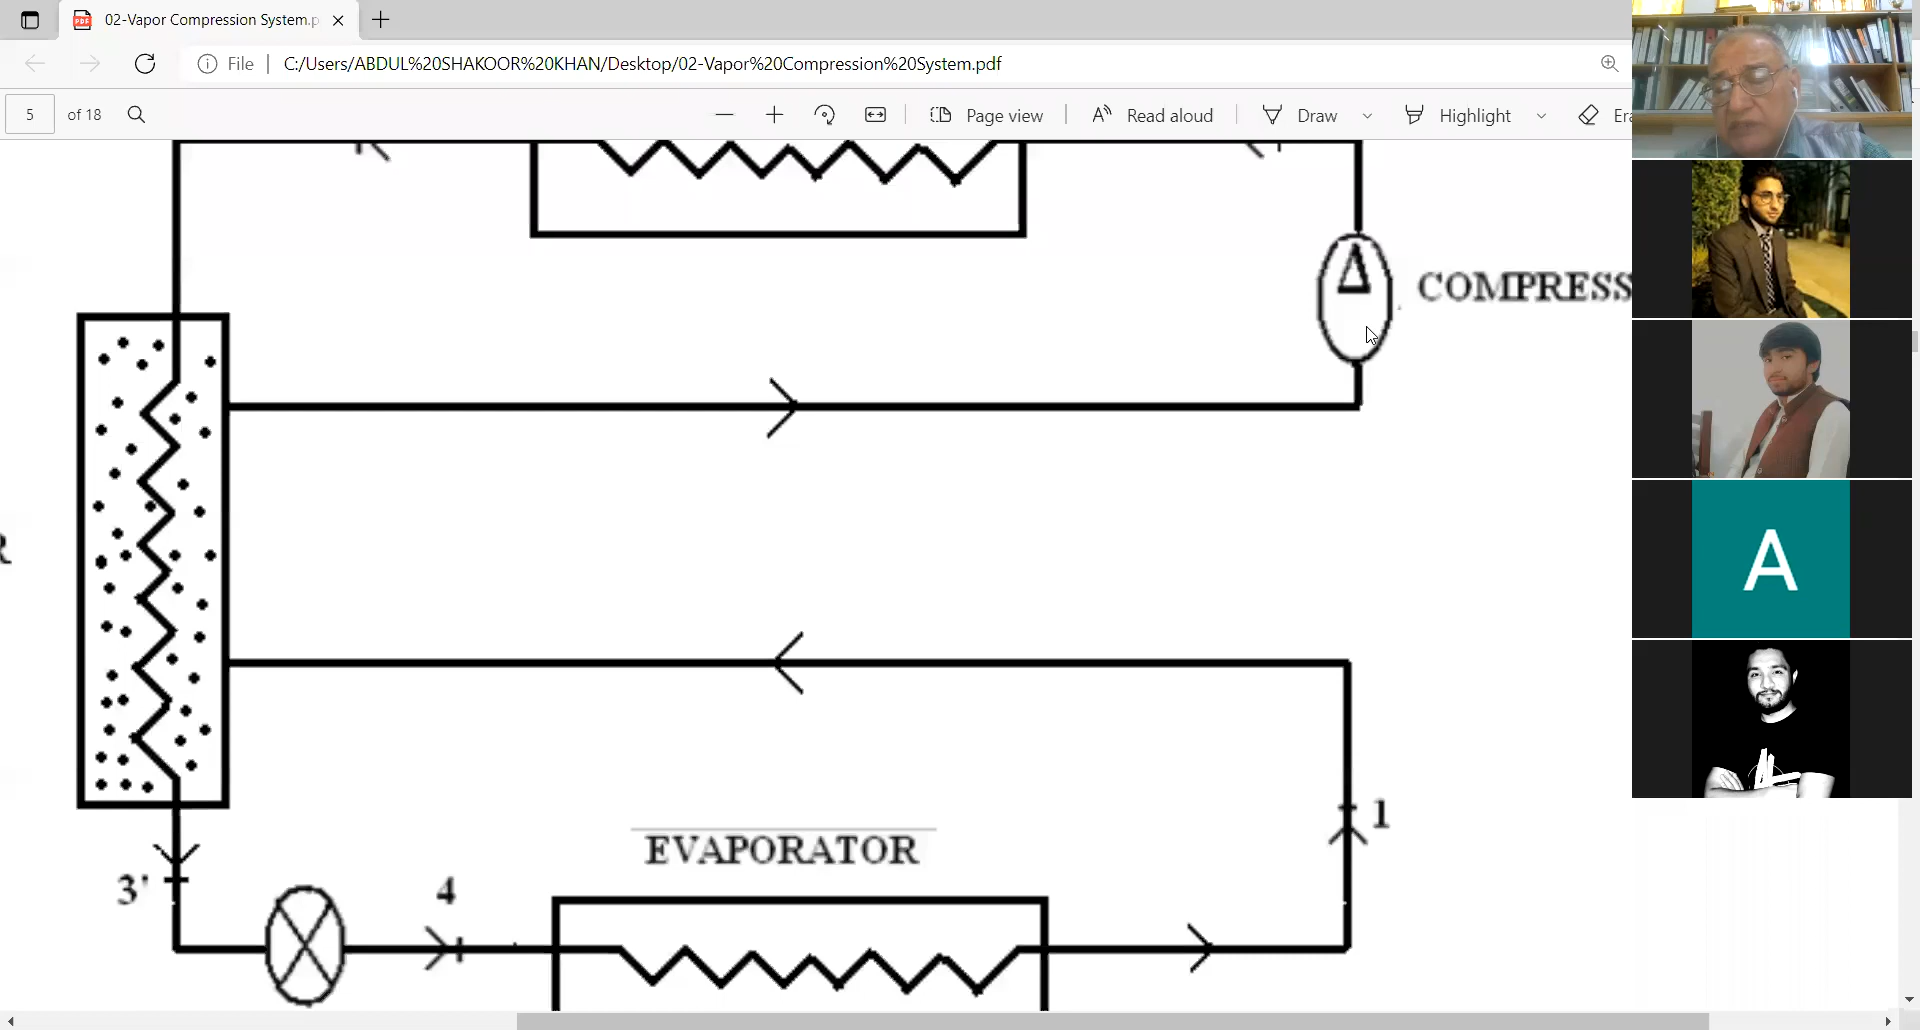 02-Vapor Compression System.p
File
C:/Users/ABDUL%20SHAKOOR%20KHAN/Desktop/02-Vapor%20Compression%20System.pdf
5 of 18
Page view
Read aloud
Draw
Highlight
Era
COMPRESS
R
A
1
EVAPORATOR
3'
4